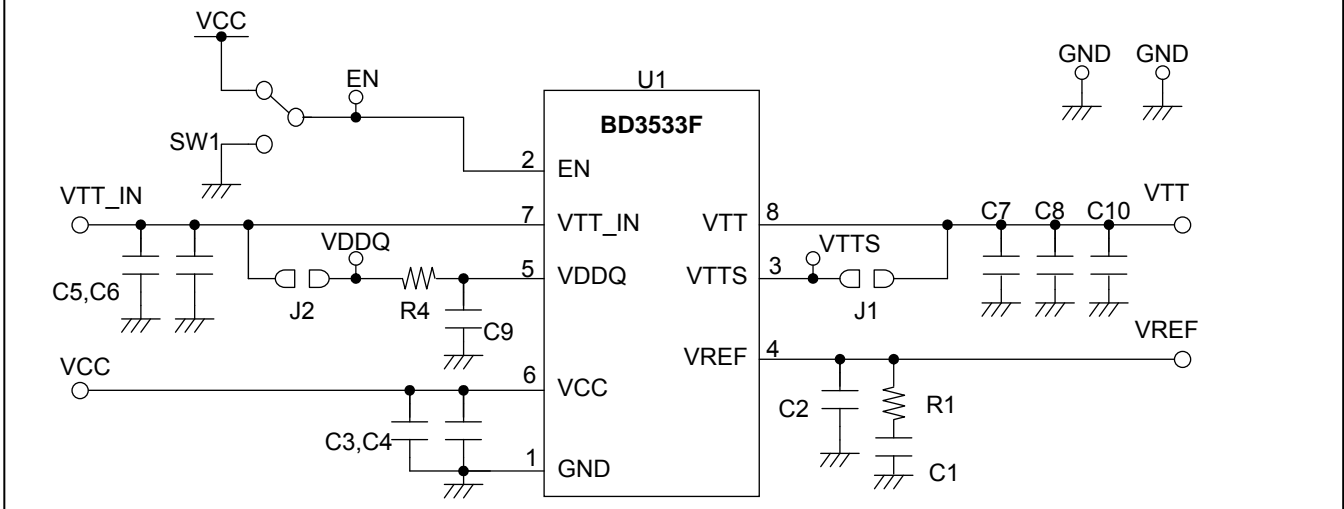 VCC
GND GND
EN
U1
BD3533F
SW1
2 EN
VTT_IN
7 VTT_IN
VTT 8
C7 C8 C10
VTT
VDDQ
VTTS
5 VDDQ
VTTS 3
C5,C6
J2
R4
C9
J1
VREF
VREF 4
VCC
6 VCC
C2
R1
C3,C4
1 GND
C1